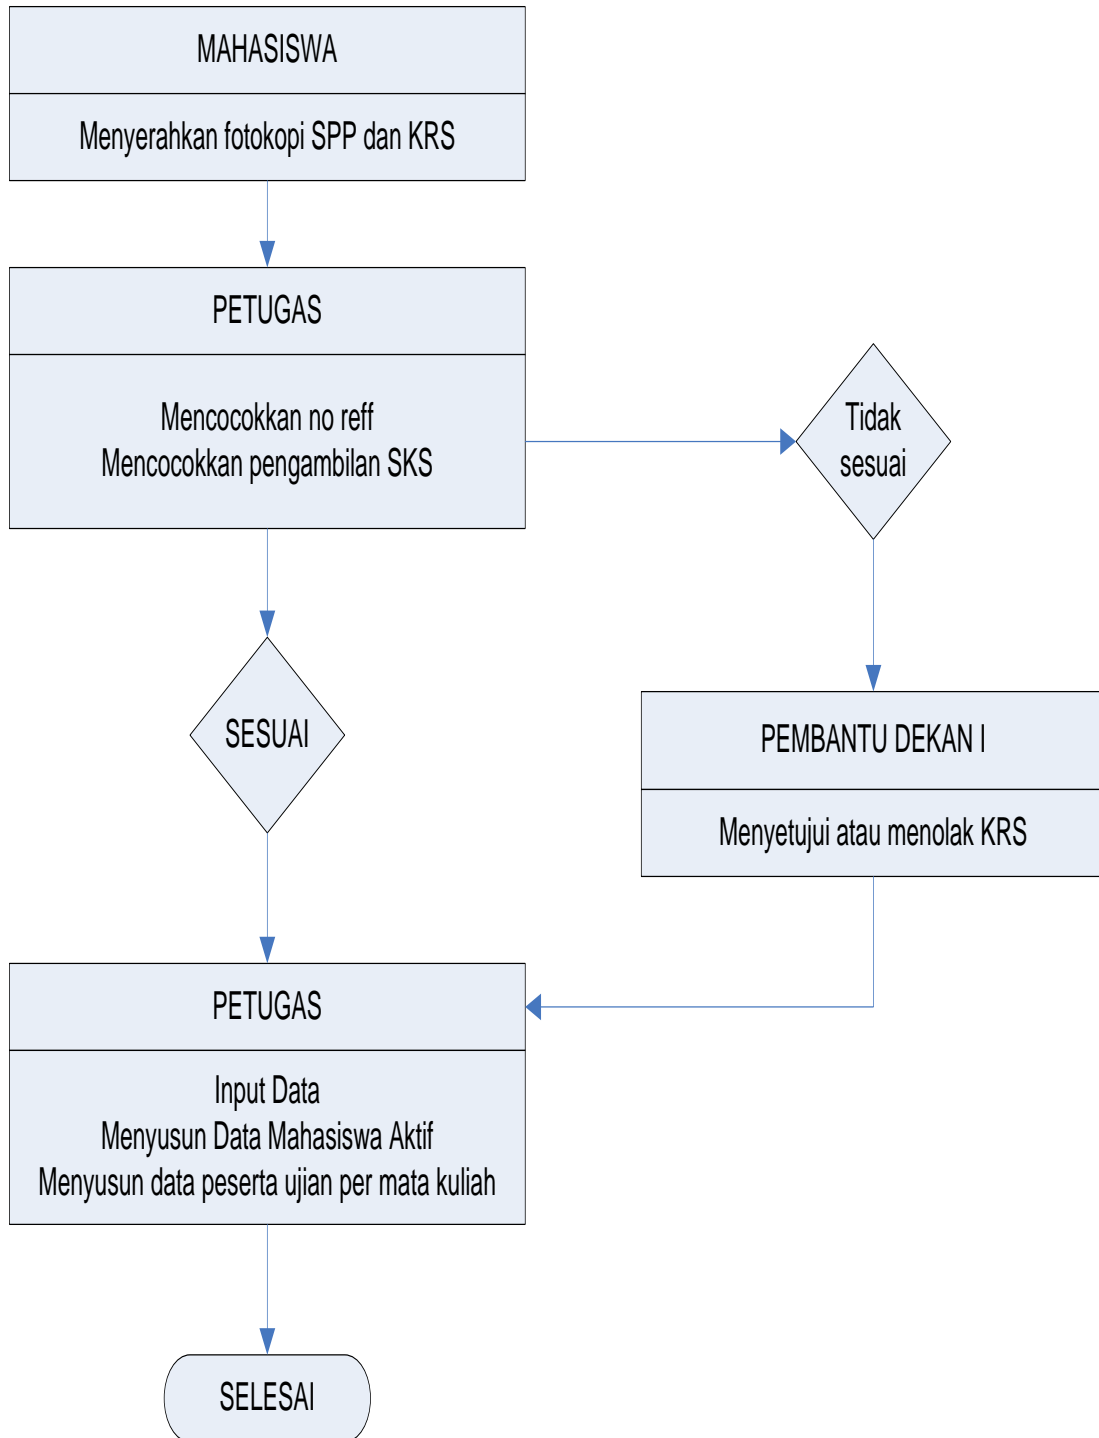 MAHASISWA
Menyerahkan fotokopi SPP dan KRS
PETUGAS
Mencocokkan no reff
Mencocokkan pengambilan SKS
Tidak
sesuai
SESUAI
PEMBANTU DEKAN I
Menyetujui atau menolak KRS
PETUGAS
Input Data
Menyusun Data Mahasiswa Aktif
Menyusun data peserta ujian per mata kuliah
SELESAI